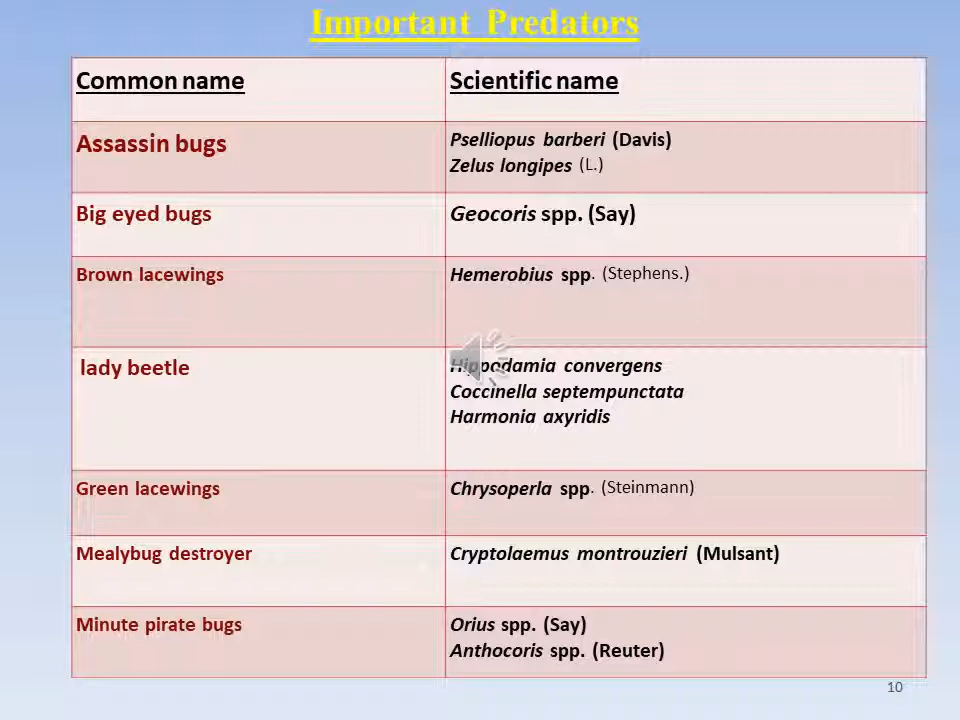 Important Predators
Common name
Scientific name
Assassin bugs
Pselliopus barberi (Davis)
Zelus longipes (L.)
Big eyed bugs
Geocoris spp. (Say)
Brown lacewings
Hemerobius spp. (Stephens.)
lady beetle
Hippodamia convergens
Coccinella septempunctata
Harmonia axyridis
Green lacewings
Chrysoperla spp. (Steinmann)
Mealybug destroyer
Cryptolaemus montrouzieri (Mulsant)
Minute pirate bugs
Orius spp. (Say)
Anthocoris spp. (Reuter)
10